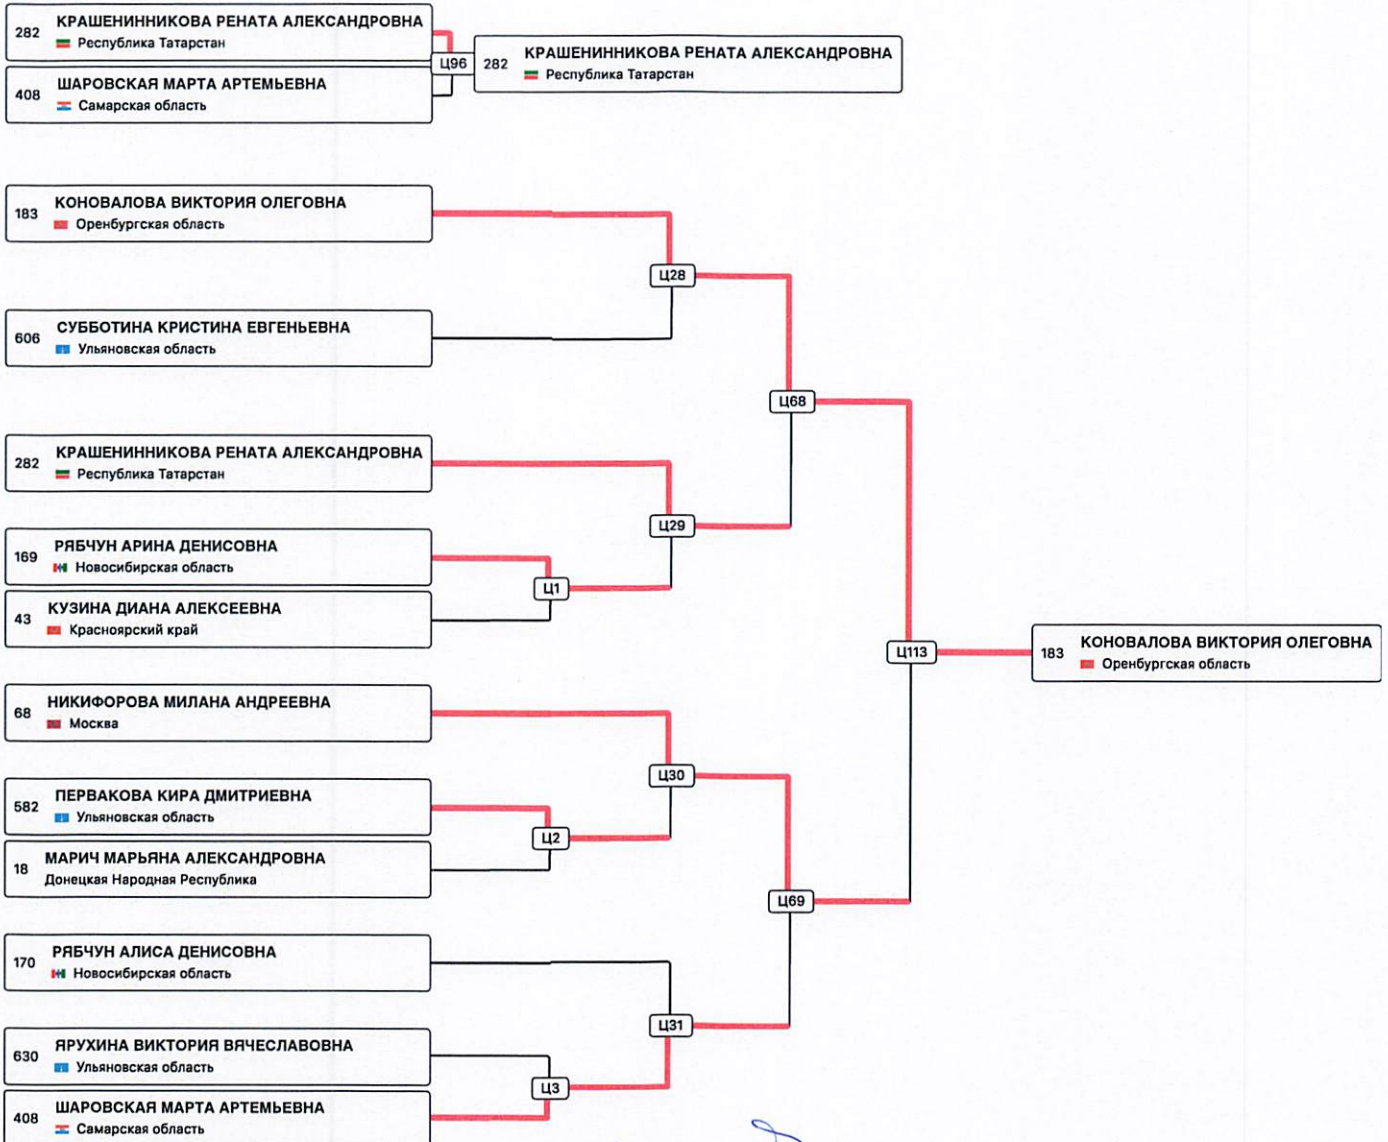 282 КРАШЕНИННИКОВА РЕНАТА АЛЕКСАНДРОВНА
Республика Татарстан
Ц96
282 КРАШЕНИННИКОВА РЕНАТА АЛЕКСАНДРОВНА
Республика Татарстан
408 ШАРОВСКАЯ МАРТА АРТЕМЬЕВНА
Самарская область
183 КОНОВАЛОВА ВИКТОРИЯ ОЛЕГОВНА
Оренбургская область
Ц28
606 СУББОТИНА КРИСТИНА ЕВГЕНЬЕВНА
Ульяновская область
Ц68
282 КРАШЕНИННИКОВА РЕНАТА АЛЕКСАНДРОВНА
Республика Татарстан
Ц29
169 РЯБЧУН АРИНА ДЕНИСОВНА
Новосибирская область
Ц1
43 КУЗИНА ДИАНА АЛЕКСЕЕВНА
Красноярский край
Ц113
183 КОНОВАЛОВА ВИКТОРИЯ ОЛЕГОВНА
Оренбургская область
68 НИКИФОРОВА МИЛАНА АНДРЕЕВНА
Москва
Ц30
582 ПЕРВАКОВА КИРА ДМИТРИЕВНА
Ульяновская область
Ц2
18 МАРИЧ МАРЬЯНА АЛЕКСАНДРОВНА
Донецкая Народная Республика
Ц69
170 РЯБЧУН АЛИСА ДЕНИСОВНА
Новосибирская область
Ц31
630 ЯРУХИНА ВИКТОРИЯ ВЯЧЕСЛАВОВНА
Ульяновская область
Ц3
408 ШАРОВСКАЯ МАРТА АРТЕМЬЕВНА
Самарская область